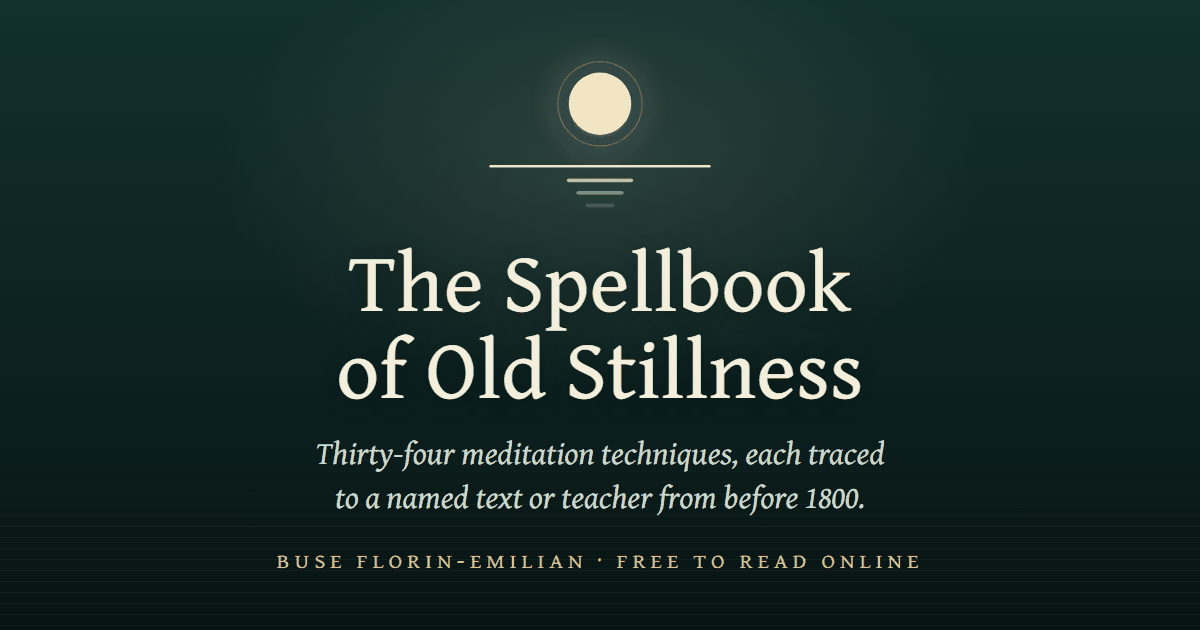 The Spellbook
of Old Stillness
Thirty-four meditation techniques, each traced
to a named text or teacher from before 1800.
BUSE FLORIN-EMILIAN · FREE TO READ ONLINE